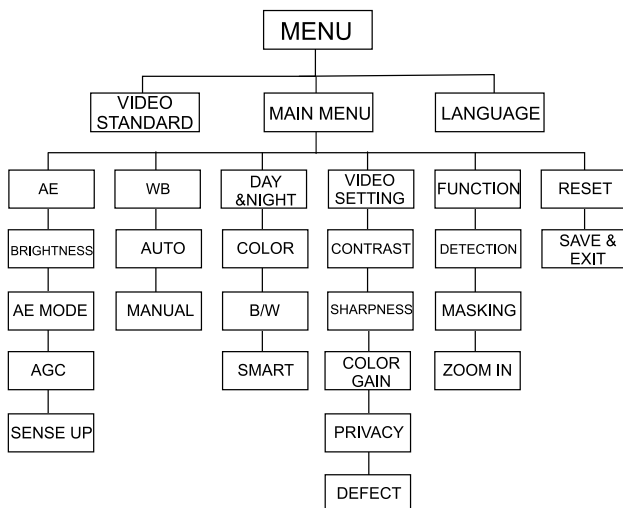 MENU
VIDEO
STANDARD
MAIN MENU
LANGUAGE
AE
WB
DAY
&NIGHT
VIDEO
SETTING
FUNCTION
RESET
BRIGHTNESS
AUTO
COLOR
CONTRAST
DETECTION
SAVE &
EXIT
AE MODE
MANUAL
B/W
SHARPNESS
MASKING
AGC
SMART
COLOR
GAIN
ZOOM IN
SENSE UP
PRIVACY
DEFECT